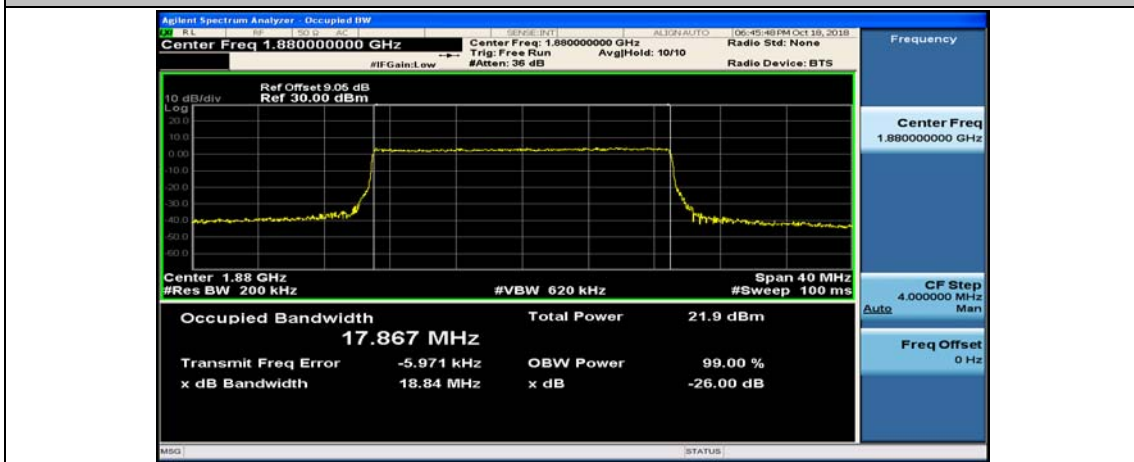 Agilent Spectrum Analyzer - Occupied BW
RL RF 50 Ω AC SENSE:INT ALIGN AUTO 06:45:48 PM Oct 18, 2018
Center Freq 1.880000000 GHz
Center Freq: 1.880000000 GHz
Radio Std: None
Trig: Free Run Avg|Hold: 10/10
#IFGain:Low #Atten: 36 dB Radio Device: BTS
Ref Offset 9.05 dB
10 dB/div Ref 30.00 dBm
Log
20.0
10.0
0.00
-10.0
-20.0
-30.0
-40.0
-50.0
-60.0
Center 1.88 GHz Span 40 MHz
#Res BW 200 kHz #VBW 620 kHz #Sweep 100 ms
Occupied Bandwidth Total Power 21.9 dBm
17.867 MHz
Transmit Freq Error -5.971 kHz OBW Power 99.00 %
x dB Bandwidth 18.84 MHz x dB -26.00 dB
MSG STATUS
Frequency
Center Freq
1.880000000 GHz
CF Step
4.000000 MHz
Auto Man
Freq Offset
0 Hz